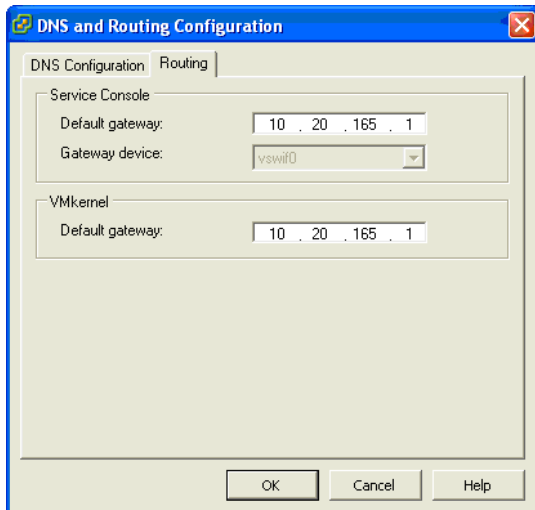 DNS and Routing Configuration
DNS Configuration Routing
Service Console
Default gateway: 10 . 20 . 165 . 1
Gateway device: vswif0
VMkernel
Default gateway: 10 . 20 . 165 . 1
OK Cancel Help